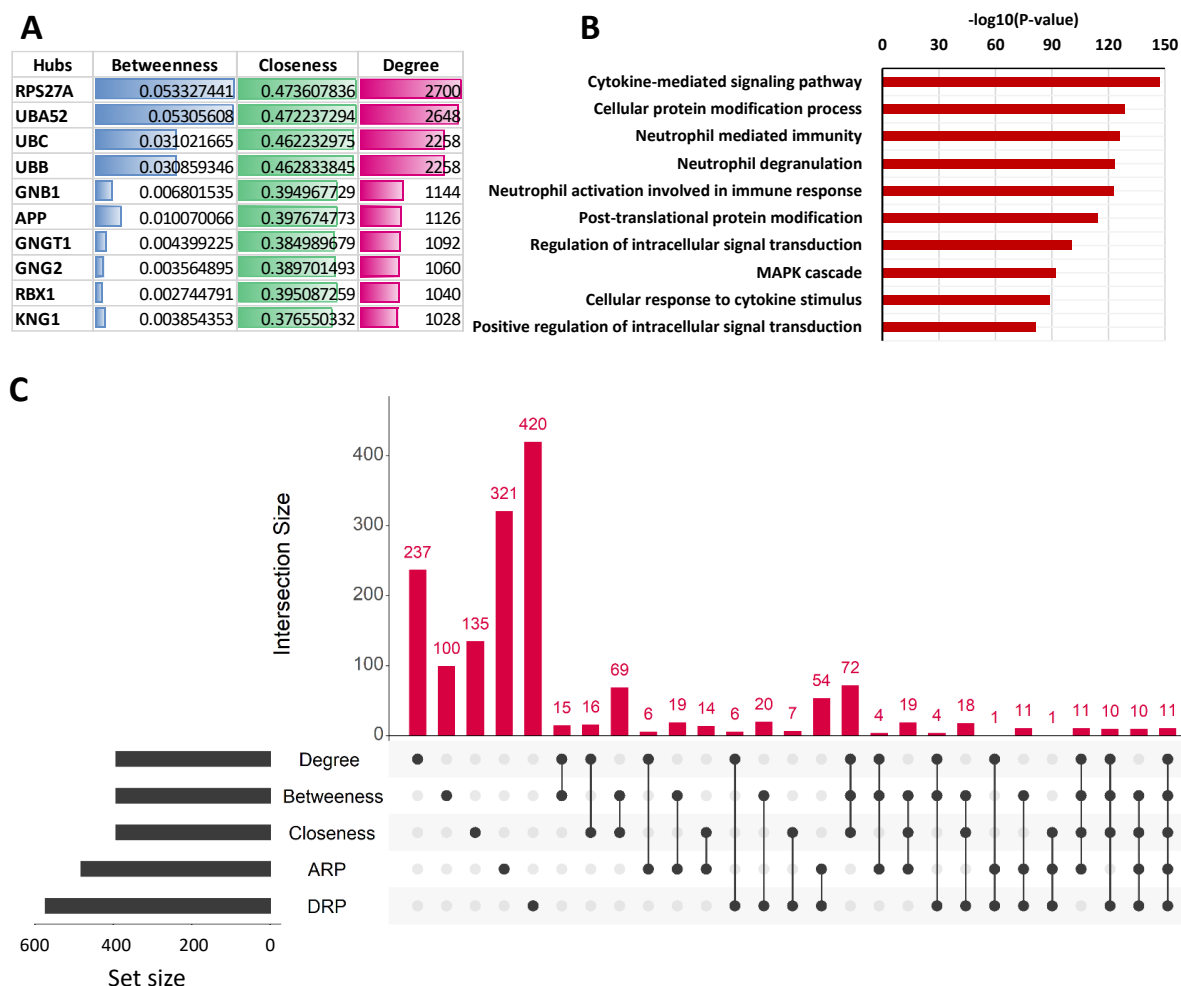 A
Hubs Betweenness Closeness Degree
RPS27A 0.053327441 0.473607836 2700
UBA52 0.05305608 0.472237294 2648
UBC 0.031021665 0.462232975 2258
UBB 0.030859346 0.462833845 2258
GNB1 0.006801535 0.394967729 1144
APP 0.010070066 0.397674773 1126
GNGT1 0.004399225 0.384989679 1092
GNG2 0.003564895 0.389701493 1060
RBX1 0.002744791 0.395087259 1040
KNG1 0.003854353 0.376550332 1028
B
-log10(P-value)
0 30 60 90 120 150
Cytokine-mediated signaling pathway
Cellular protein modification process
Neutrophil mediated immunity
Neutrophil degranulation
Neutrophil activation involved in immune response
Post-translational protein modification
Regulation of intracellular signal transduction
MAPK cascade
Cellular response to cytokine stimulus
Positive regulation of intracellular signal transduction
C
Intersection Size
400
300
200
100
0
237 100 135 321 420 15 16 69 6 19 14 6 20 7 54 72 4 19 4 18 1 11 1 11 10 10 11
Degree
Betweeness
Closeness
ARP
DRP
600 400 200 0
Set size